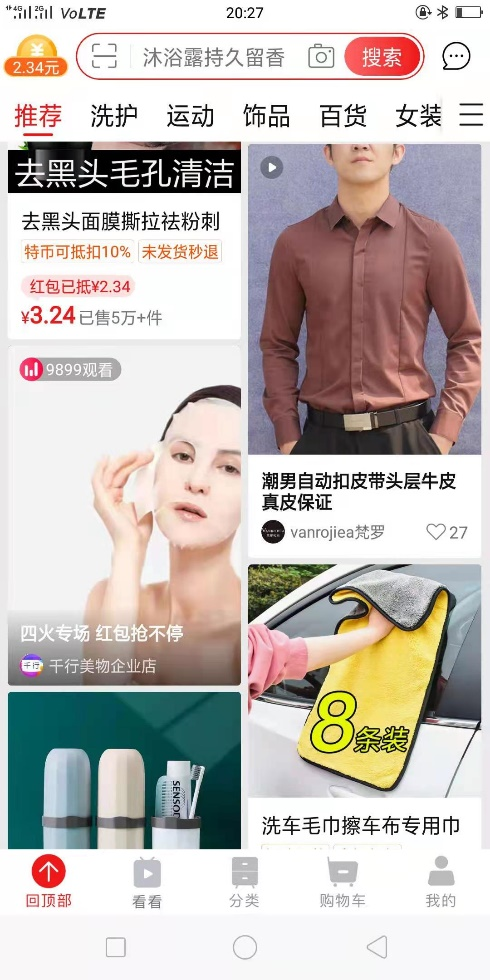 4G 2G VoLTE 20:27
2.34元 沐浴露持久留香 搜索
推荐 洗护 运动 饰品 百货 女装
去黑头毛孔清洁
去黑头面膜撕拉祛粉刺
特币可抵扣10% 未发货秒退
红包已抵¥2.34
¥3.24已售5万+件
9899观看
四火专场 红包抢不停
千行 千行美物企业店
SENSOD
潮男自动扣皮带头层牛皮
真皮保证
vanrojiea梵罗 27
8条装
洗车毛巾擦车布专用巾
回顶部 看看 分类 购物车 我的